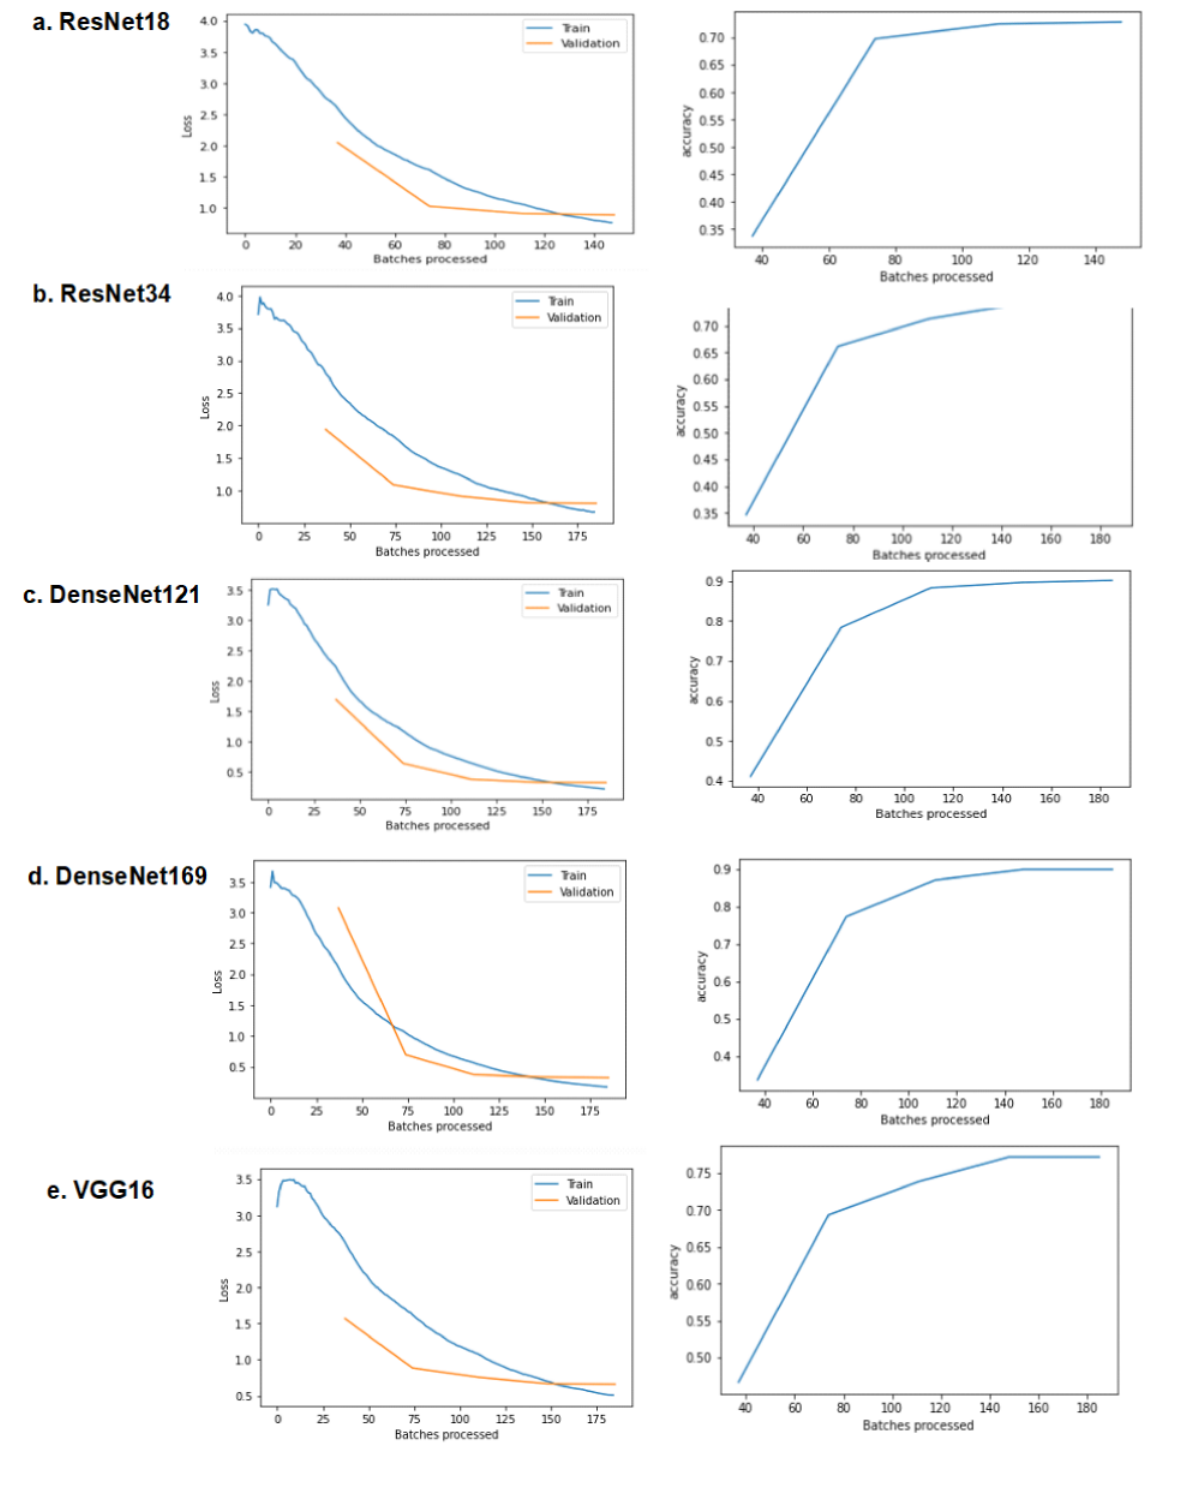 a. ResNet18
4.0
3.5
3.0
2.5
2.0
1.5
1.0
Loss
Train
Validation
0 20 40 60 80 100 120 140
Batches processed
0.70
0.65
0.60
0.55
0.50
0.45
0.40
0.35
accuracy
40 60 80 100 120 140
Batches processed
b. ResNet34
4.0
3.5
3.0
2.5
2.0
1.5
1.0
Loss
Train
Validation
0 25 50 75 100 125 150 175
Batches processed
0.70
0.65
0.60
0.55
0.50
0.45
0.40
0.35
accuracy
40 60 80 100 120 140 160 180
Batches processed
c. DenseNet121
3.5
3.0
2.5
2.0
1.5
1.0
0.5
Loss
Train
Validation
0 25 50 75 100 125 150 175
Batches processed
0.9
0.8
0.7
0.6
0.5
0.4
accuracy
40 60 80 100 120 140 160 180
Batches processed
d. DenseNet169
3.5
3.0
2.5
2.0
1.5
1.0
0.5
Loss
Train
Validation
0 25 50 75 100 125 150 175
Batches processed
0.9
0.8
0.7
0.6
0.5
0.4
accuracy
40 60 80 100 120 140 160 180
Batches processed
e. VGG16
3.5
3.0
2.5
2.0
1.5
1.0
0.5
Loss
Train
Validation
0 25 50 75 100 125 150 175
Batches processed
0.75
0.70
0.65
0.60
0.55
0.50
accuracy
40 60 80 100 120 140 160 180
Batches processed